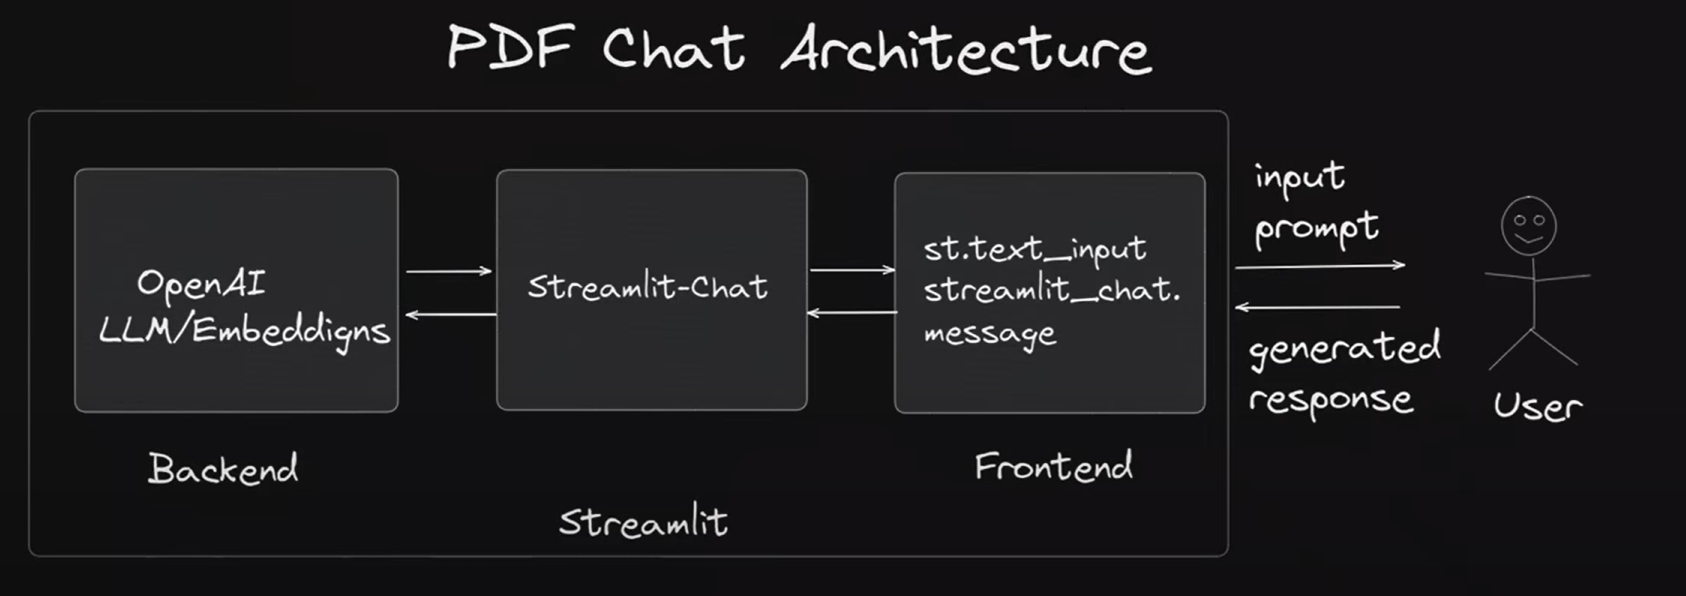 PDF Chat Architecture
OpenAI
LLM/Embeddigns
Backend
Streamlit-Chat
st.text_input
streamlit_chat.
message
Frontend
Streamlit
input
prompt
generated
response
User